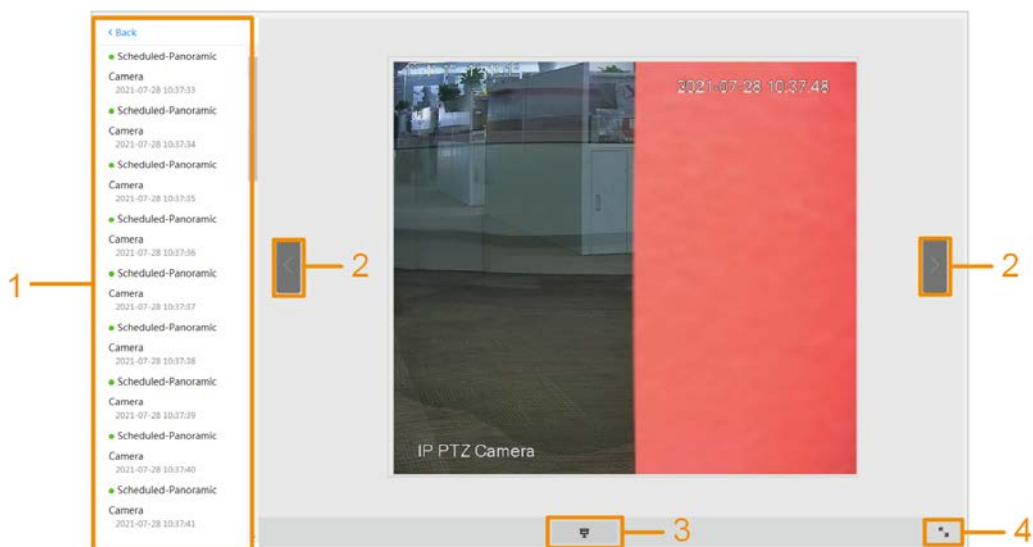 < Back
Scheduled-Panoramic
Camera
2021-07-28 10:37:33
Scheduled-Panoramic
Camera
2021-07-28 10:37:34
Scheduled-Panoramic
Camera
2021-07-28 10:37:35
Scheduled-Panoramic
Camera
2021-07-28 10:37:36
Scheduled-Panoramic
Camera
2021-07-28 10:37:37
Scheduled-Panoramic
Camera
2021-07-28 10:37:38
Scheduled-Panoramic
Camera
2021-07-28 10:37:39
Scheduled-Panoramic
Camera
2021-07-28 10:37:40
Scheduled-Panoramic
Camera
2021-07-28 10:37:41
1
2
2021-07-28 10:37:48
IP PTZ Camera
2
3
4